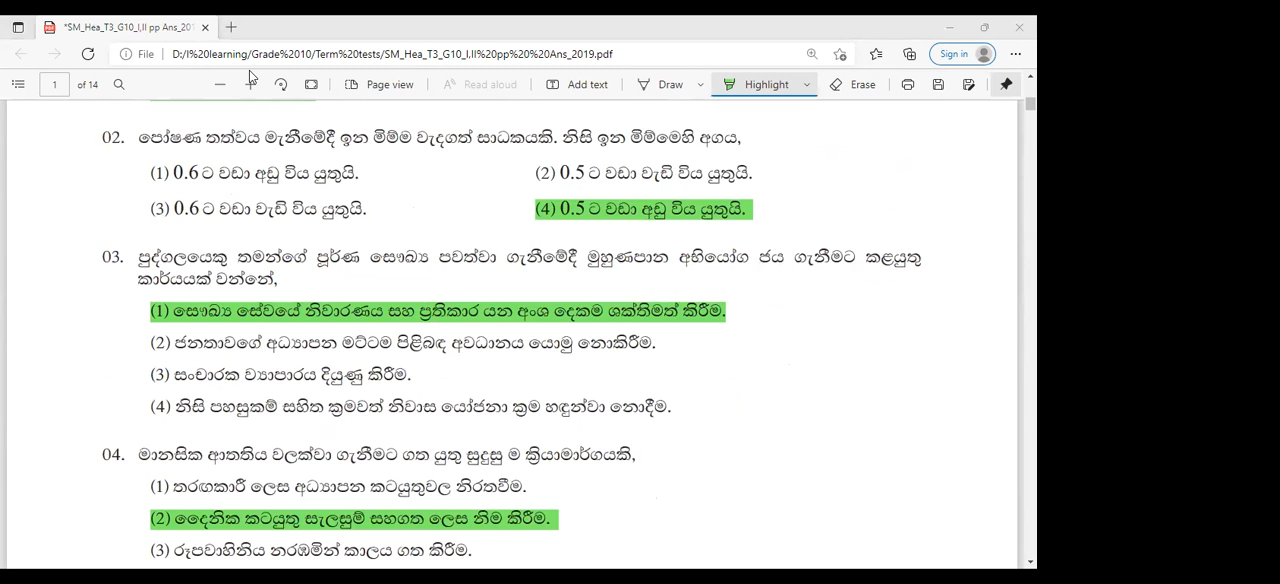 *SM_Hea_T3_G10_I,II pp Ans_201
File D:/I%20learning/Grade%2010/Term%20tests/SM_Hea_T3_G10_I.II%20pp%20%20Ans_2019.pdf
Sign in
1 of 14 Page view Read aloud Add text Draw Highlight Erase
02. පෝෂණ තත්වය මැනීමේදී ඉන මිම්ම වැදගත් සාධකයකි. නිසි ඉන මිම්මෙහි අගය,
(1) 0.6 ට වඩා අඩු විය යුතුයි. (2) 0.5 ට වඩා වැඩි විය යුතුයි.
(3) 0.6 ට වඩා වැඩි විය යුතුයි. (4) 0.5 ට වඩා අඩු විය යුතුයි.
03. පුද්ගලයෙකු තමන්ගේ පූර්ණ සෞඛ්‍ය පවත්වා ගැනීමේදී මුහුණපාන අභියෝග ජය ගැනීමට කළයුතු
කාර්යයක් වන්නේ,
(1) සෞඛ්‍ය සේවයේ නිවාරණය සහ ප්‍රතිකාර යන අංශ දෙකම ශක්තිමත් කිරීම.
(2) ජනතාවගේ අධ්‍යාපන මට්ටම පිළිබඳ අවධානය යොමු නොකිරීම.
(3) සංචාරක ව්‍යාපාරය දියුණු කිරීම.
(4) නිසි පහසුකම් සහිත ක්‍රමවත් නිවාස යෝජනා ක්‍රම හඳුන්වා නොදීම.
04. මානසික ආතතිය වලක්වා ගැනීමට ගත යුතු සුදුසු ම ක්‍රියාමාර්ගයකි,
(1) තරඟකාරී ලෙස අධ්‍යාපන කටයුතුවල නිරතවීම.
(2) දෛනික කටයුතු සැලසුම් සහගත ලෙස නිම කිරීම.
(3) රූපවාහිනිය නරඹමින් කාලය ගත කිරීම.